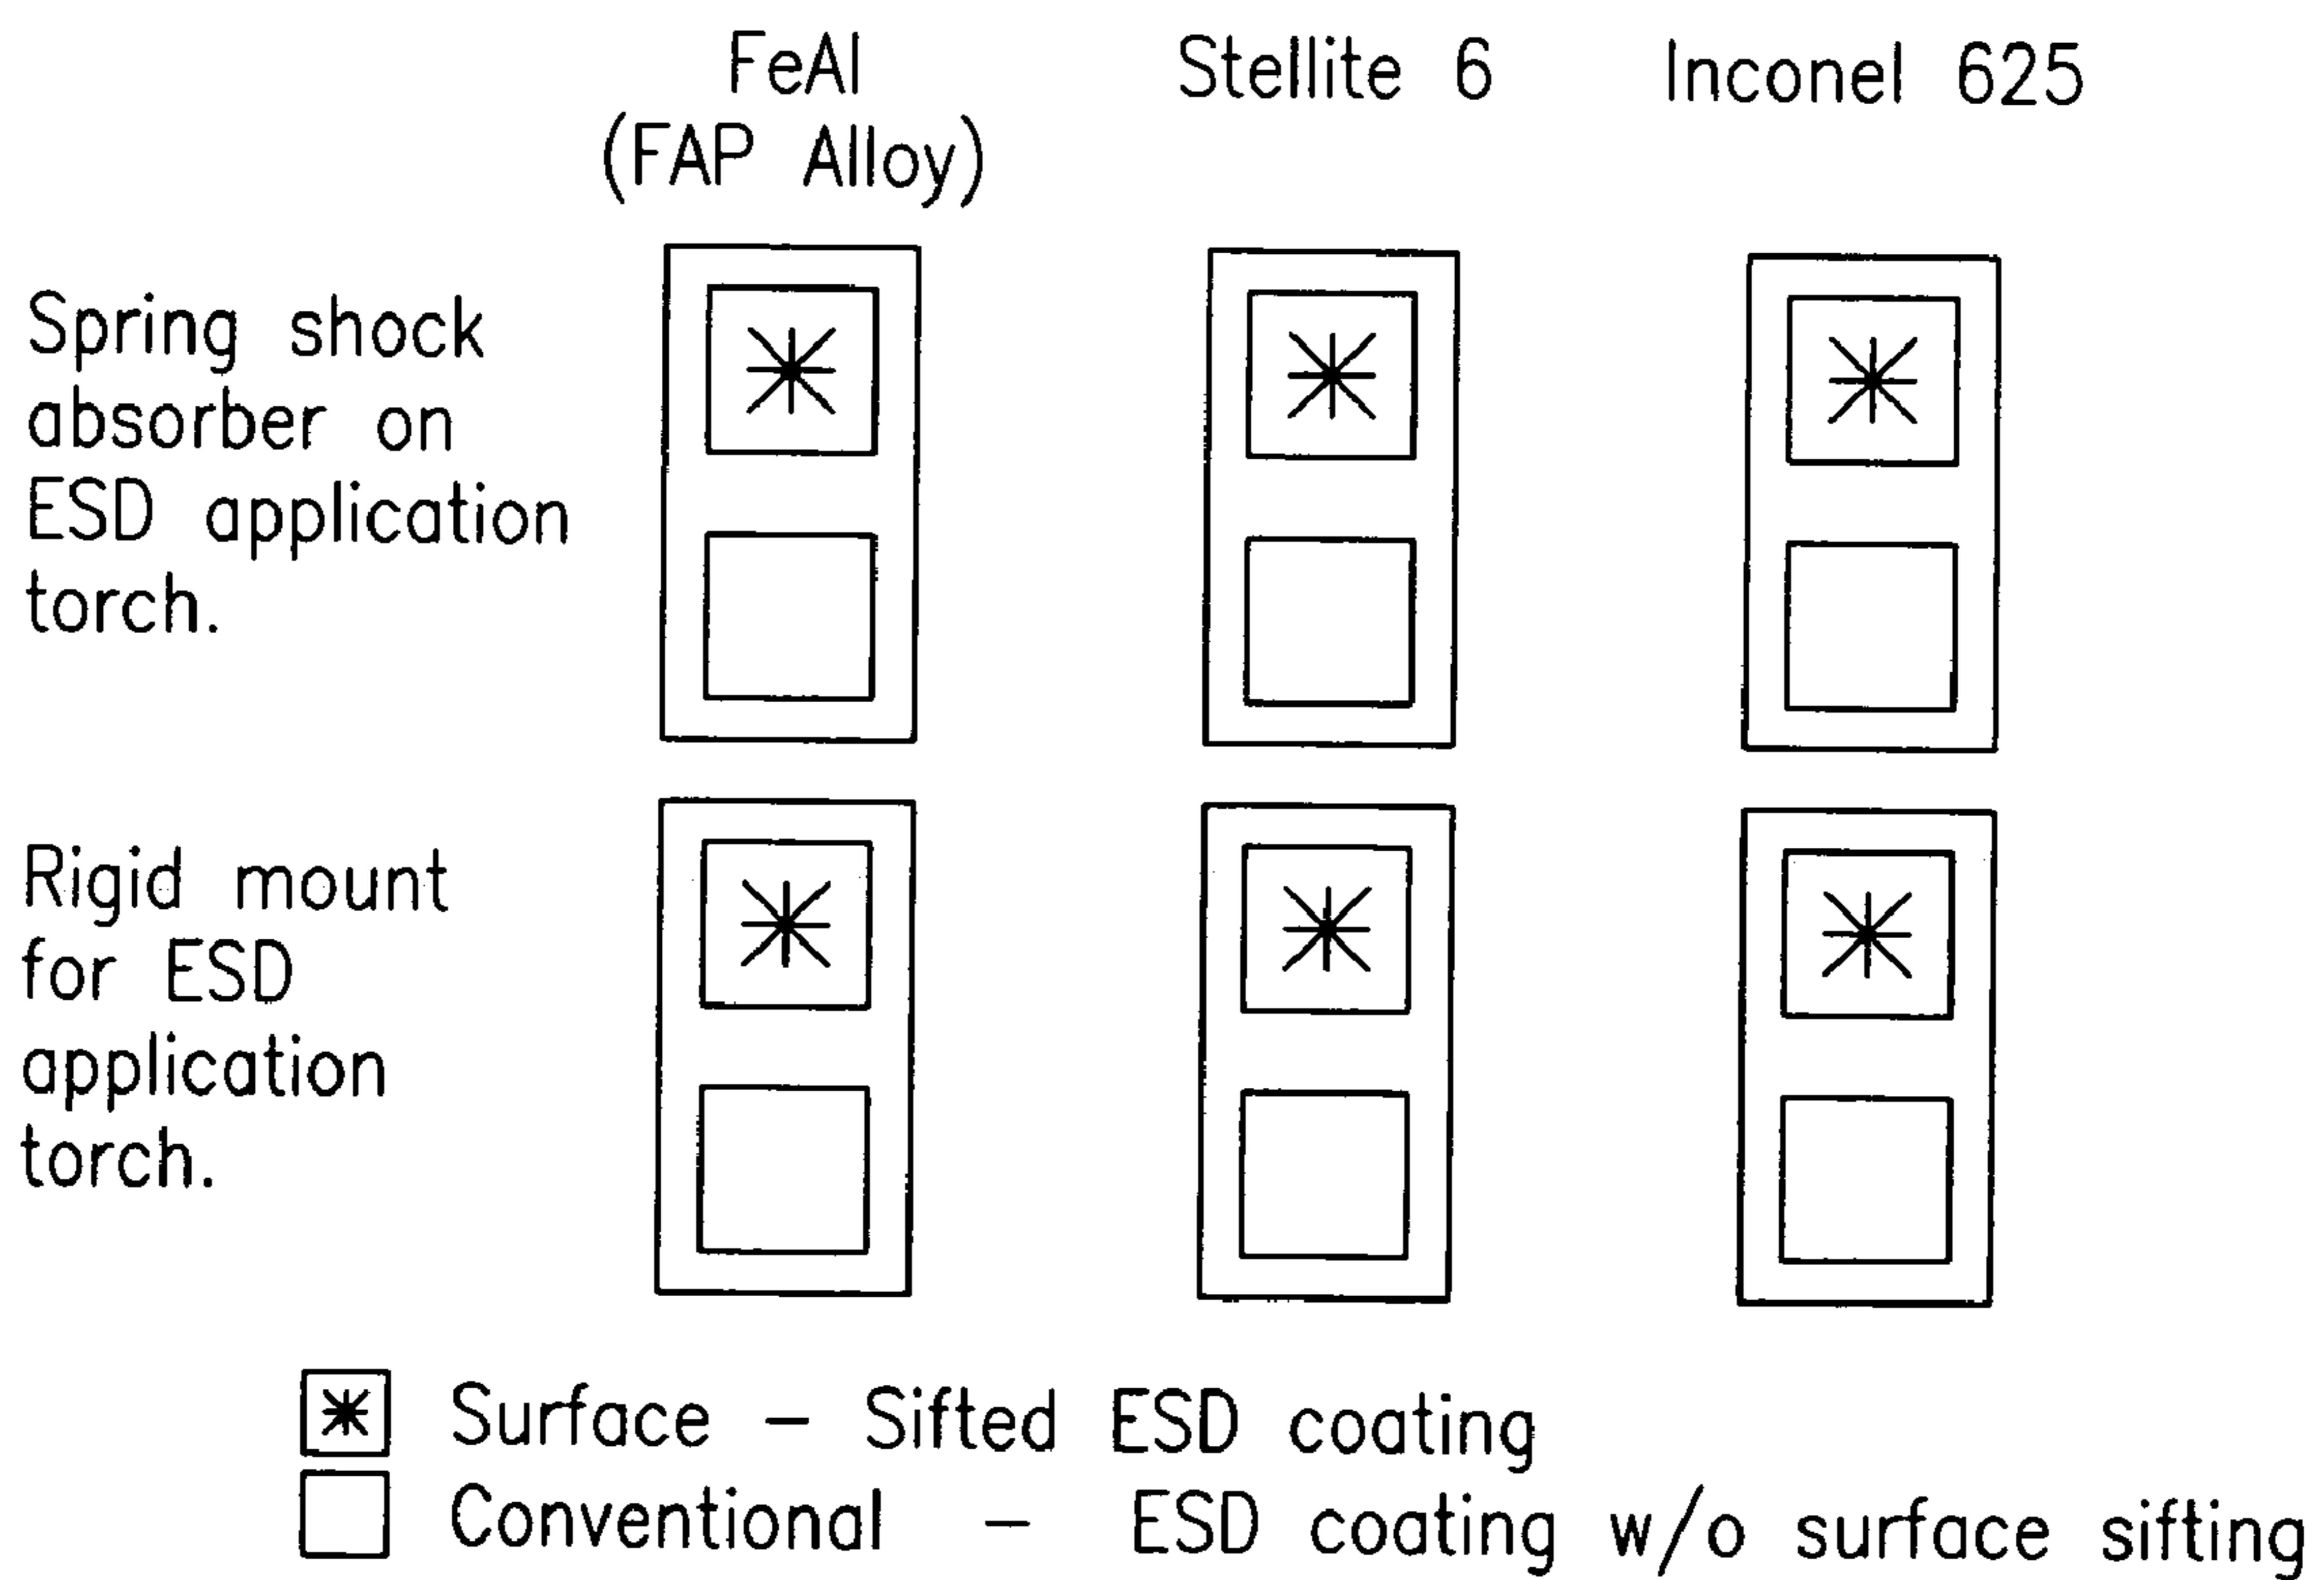 FeAl
(FAP Alloy)
Stellite 6
Inconel 625
Spring shock
absorber on
ESD application
torch.
Rigid mount
for ESD
application
torch.
Surface – Sifted ESD coating
Conventional – ESD coating w/o surface sifting